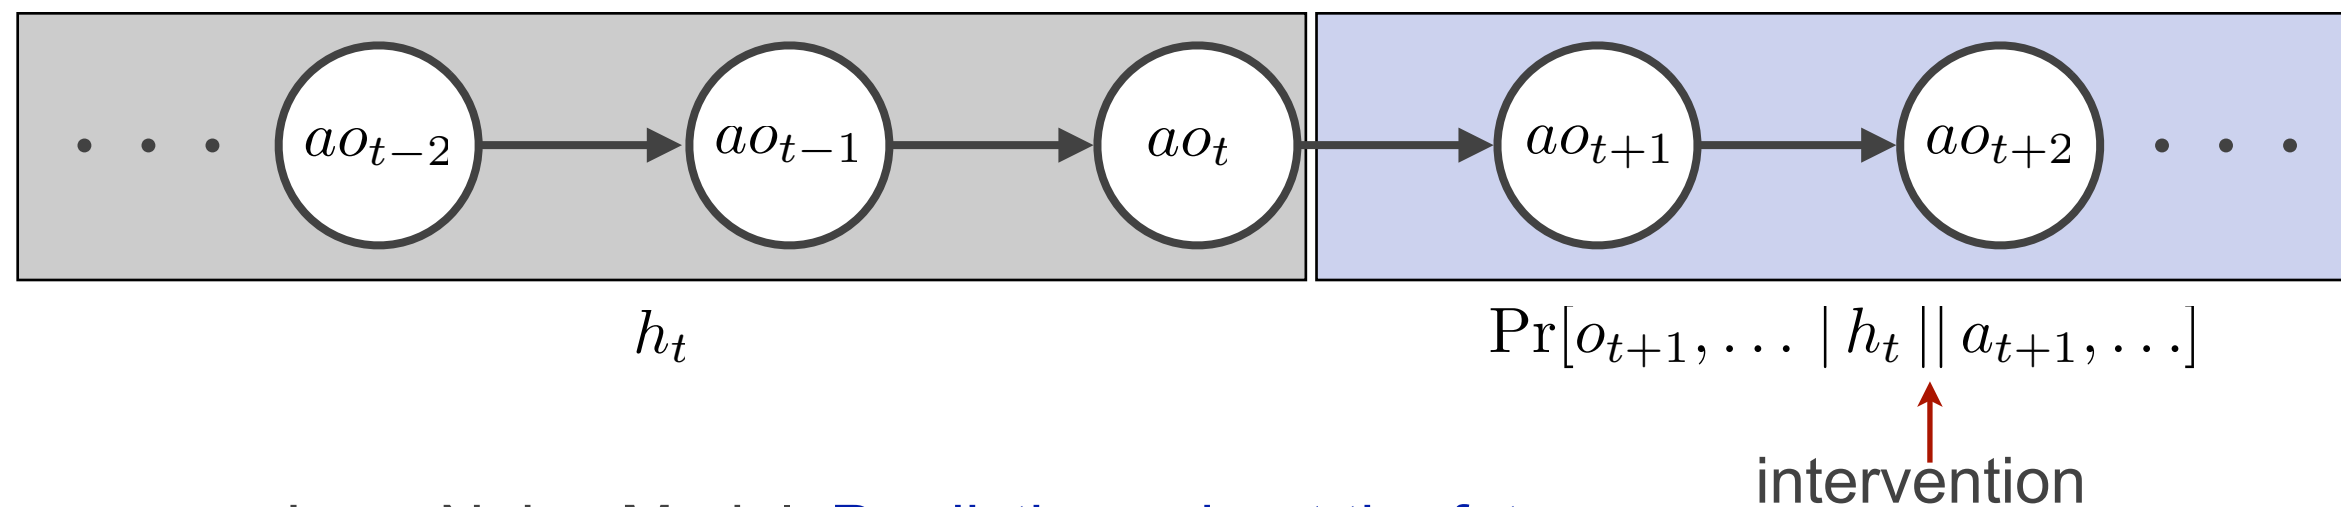 . . . ao_{t−2} ao_{t−1} ao_t ao_{t+1} ao_{t+2} . . .
h_t Pr[o_{t+1}, . . . | h_t || a_{t+1}, . . .]
intervention